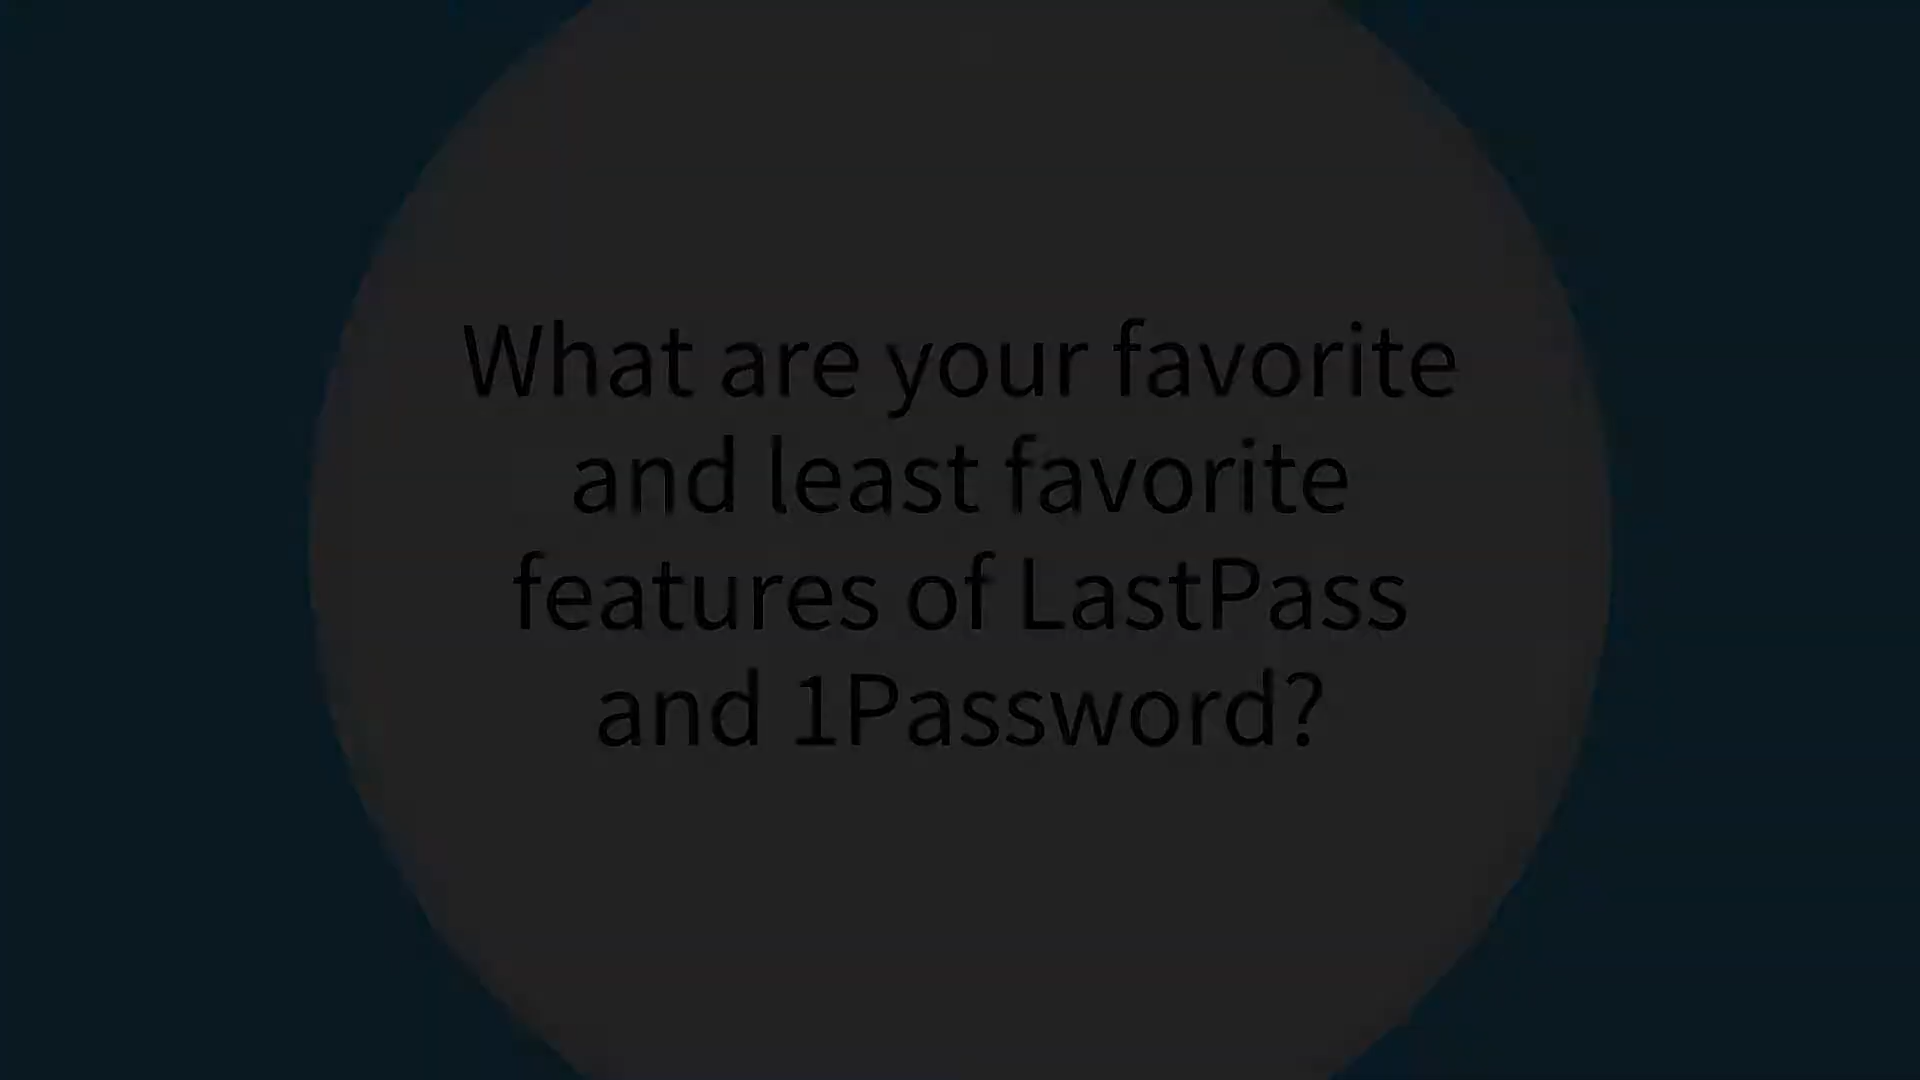 What are your favorite
and least favorite
features of LastPass
and 1Password?